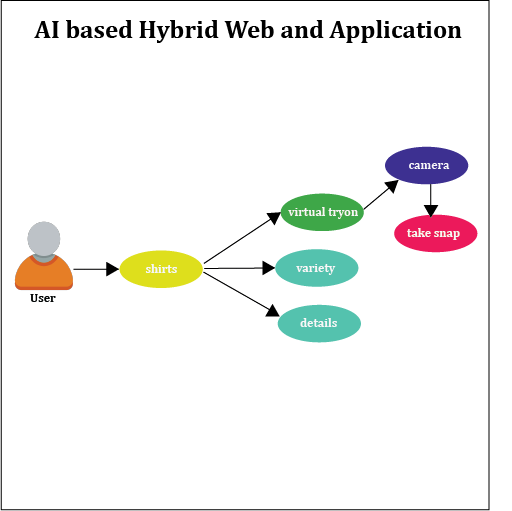 AI based Hybrid Web and Application
camera
virtual tryon
take snap
shirts
variety
User
details